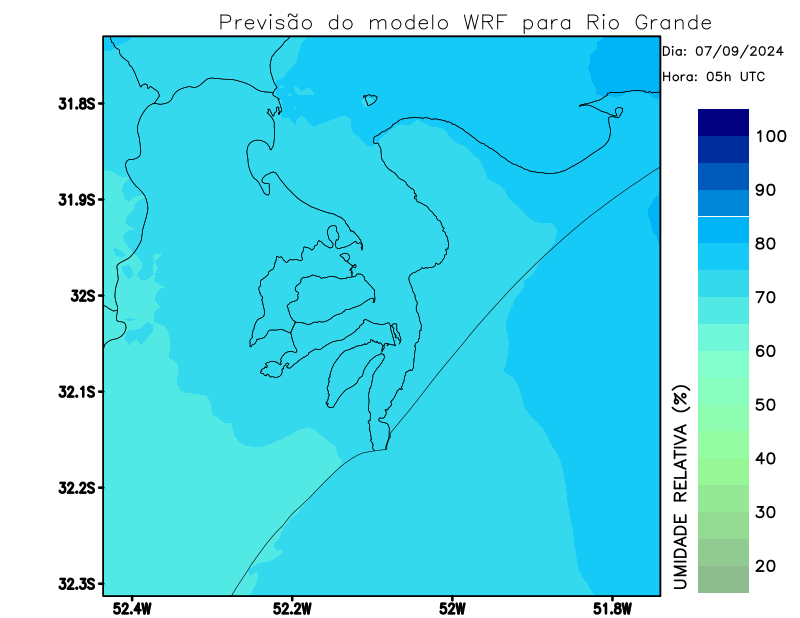 Previsão do modelo WRF para Rio Grande
Dia: 07/09/2024
Hora: 05h UTC
31.8S
31.9S
32S
32.1S
32.2S
32.3S
52.4W
52.2W
52W
51.8W
100
90
80
70
60
50
40
30
20
UMIDADE RELATIVA (%)